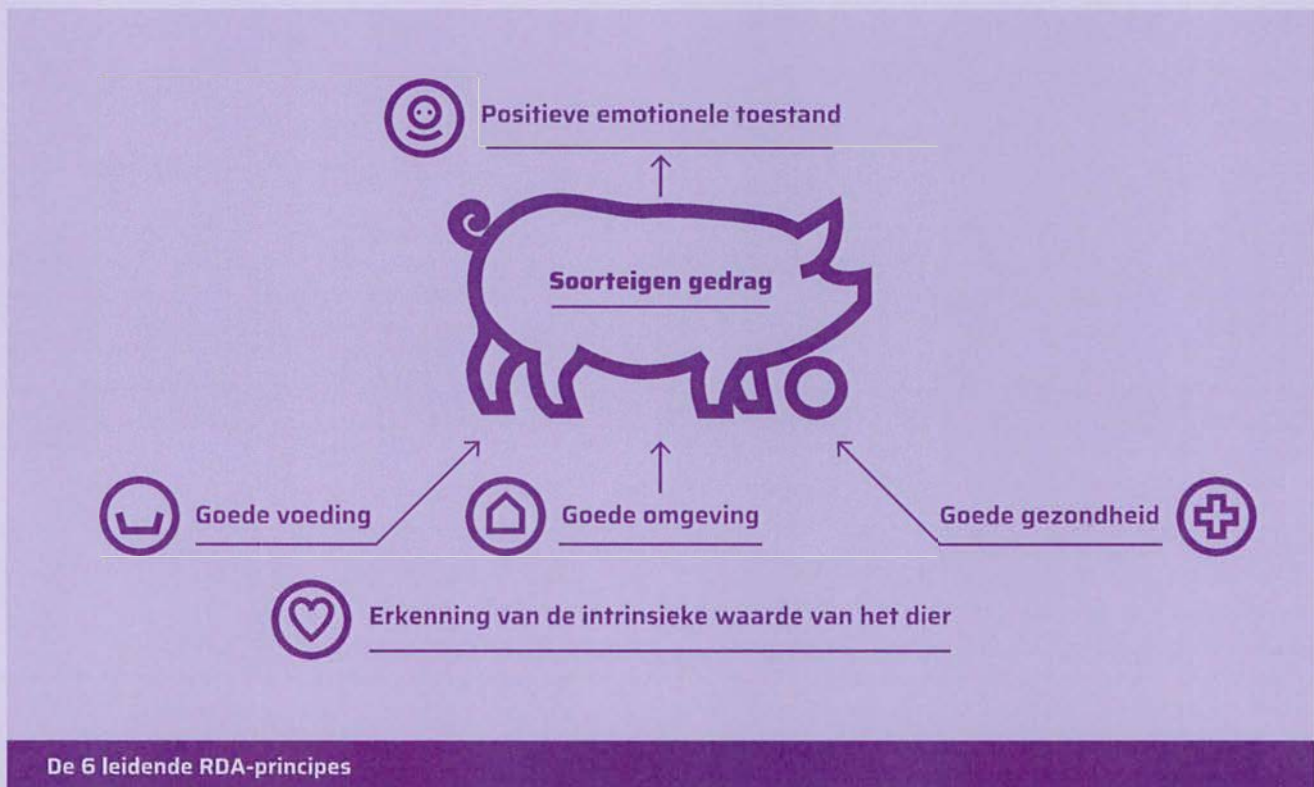 Positieve emotionele toestand
Soorteigen gedrag
Goede voeding
Goede omgeving
Goede gezondheid
Erkenning van de intrinsieke waarde van het dier
De 6 leidende RDA-principes